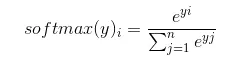 softmax(y)_i = \frac{e^{yi}}{\sum_{j=1}^{n} e^{yj}}